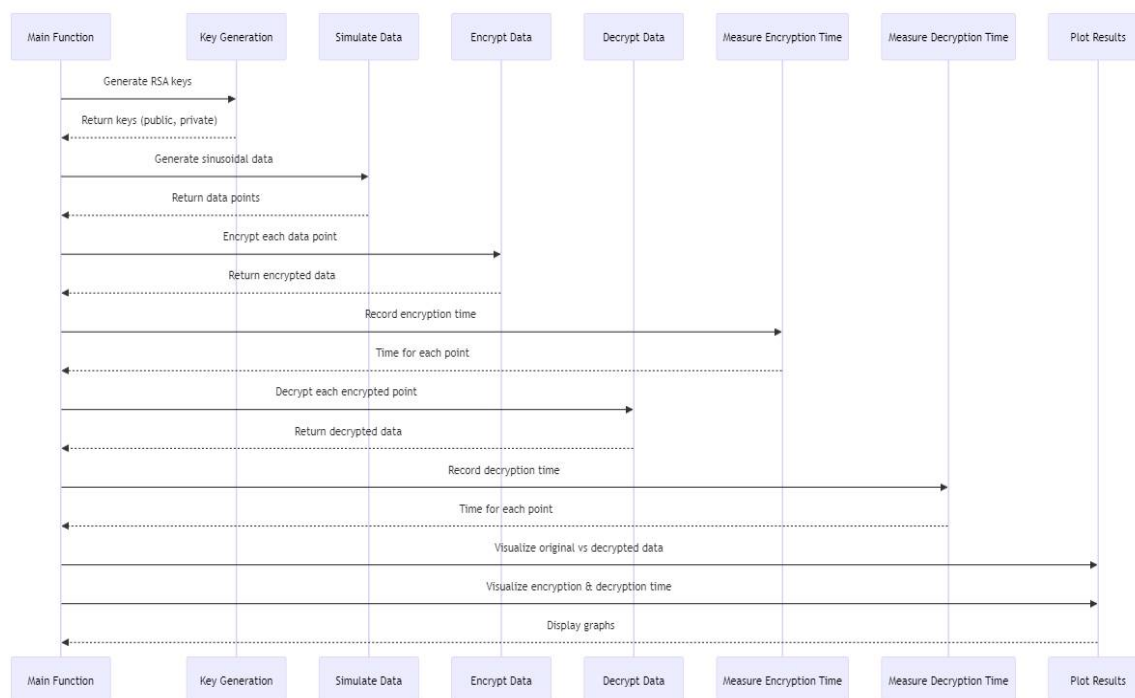 Main Function Key Generation Simulate Data Encrypt Data Decrypt Data Measure Encryption Time Measure Decryption Time Plot Results
Generate RSA keys
Return keys (public, private)
Generate sinusoidal data
Return data points
Encrypt each data point
Return encrypted data
Record encryption time
Time for each point
Decrypt each encrypted point
Return decrypted data
Record decryption time
Time for each point
Visualize original vs decrypted data
Visualize encryption & decryption time
Display graphs
Main Function Key Generation Simulate Data Encrypt Data Decrypt Data Measure Encryption Time Measure Decryption Time Plot Results